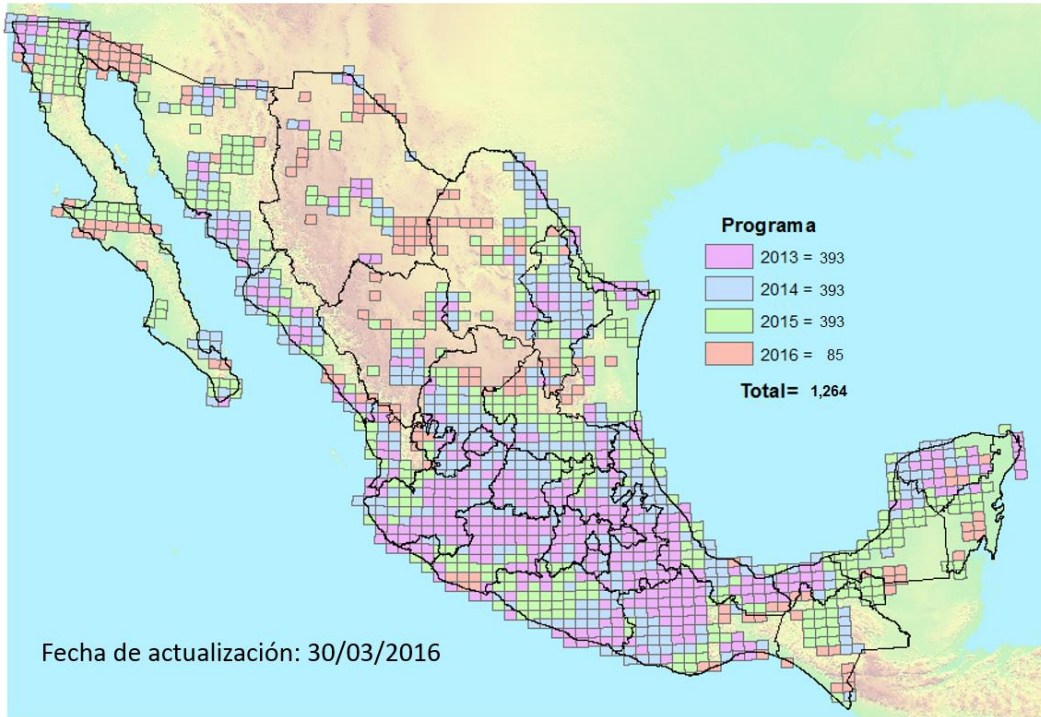 Programa
2013 = 393
2014 = 393
2015 = 393
2016 = 85
Total= 1,264
Fecha de actualización: 30/03/2016